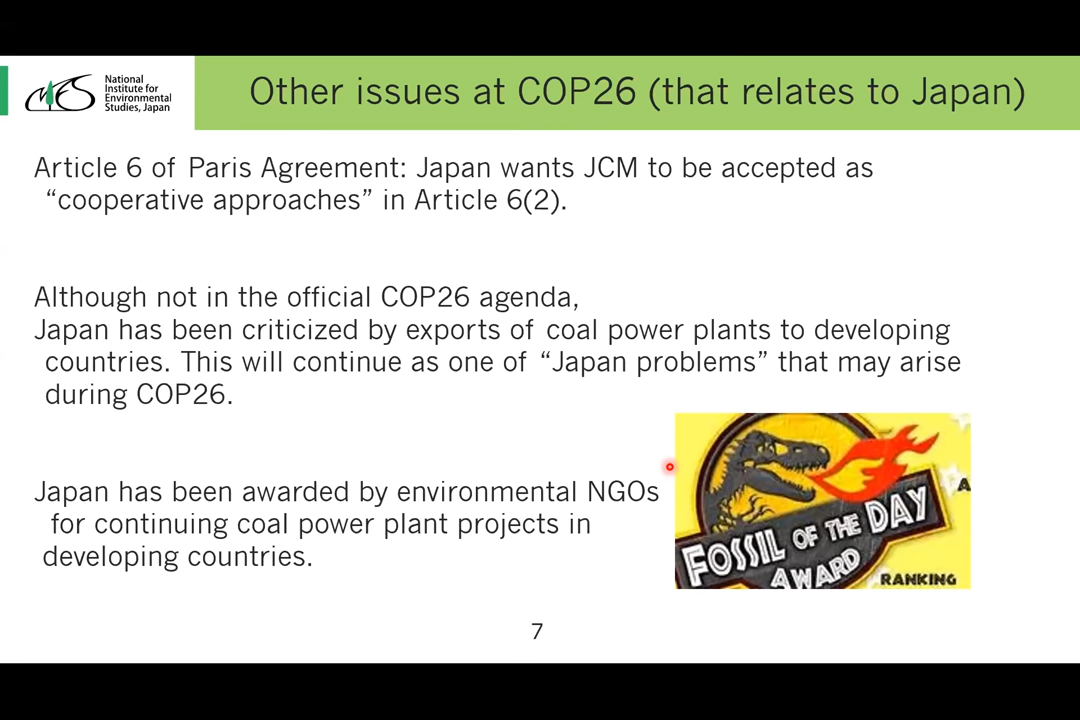 National
Institute for
Environmental
Studies, Japan
Other issues at COP26 (that relates to Japan)
Article 6 of Paris Agreement: Japan wants JCM to be accepted as
“cooperative approaches” in Article 6(2).
Although not in the official COP26 agenda,
Japan has been criticized by exports of coal power plants to developing
countries. This will continue as one of “Japan problems” that may arise
during COP26.
Japan has been awarded by environmental NGOs
for continuing coal power plant projects in
developing countries.
FOSSIL OF THE DAY
AWARD
RANKING
A
7